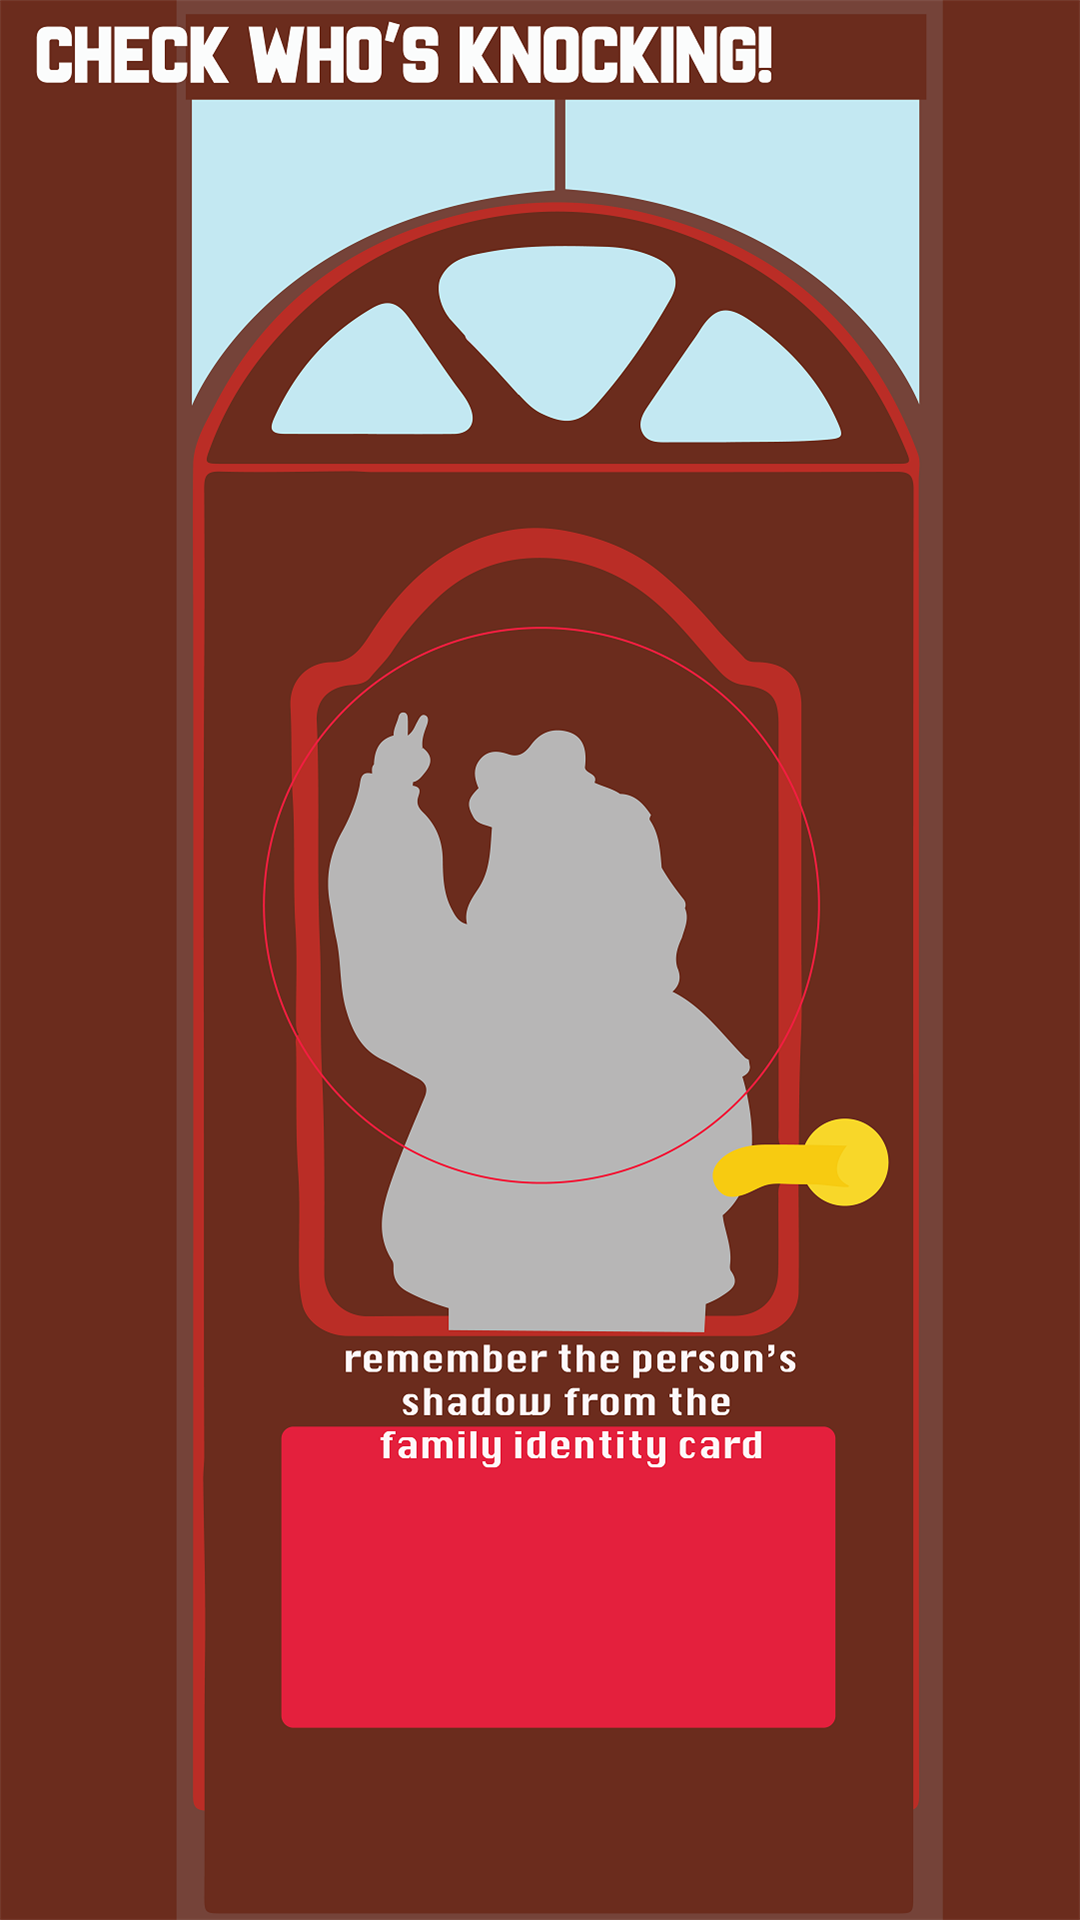 CHECK WHO'S KNOCKING!
remember the person's
shadow from the
family identity card